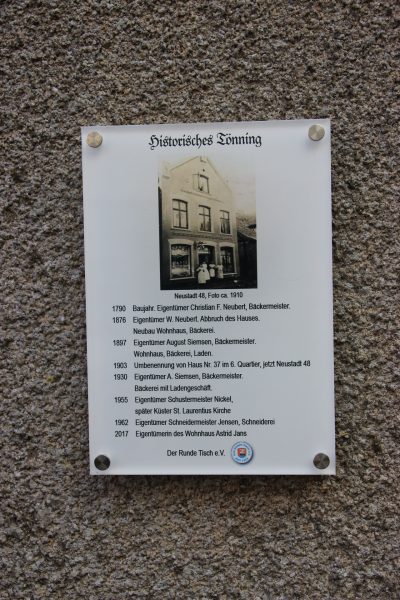 Historisches Tönning
Neustadt 48, Foto ca. 1910
1790 Baujahr. Eigentümer Christian F. Neubert, Bäckermeister.
1876 Eigentümer W. Neubert. Abbruch des Hauses.
Neubau Wohnhaus, Bäckerei.
1897 Eigentümer August Siemsen, Bäckermeister.
Wohnhaus, Bäckerei, Laden.
1903 Umbenennung von Haus Nr. 37 im 6. Quartier, jetzt Neustadt 48
1930 Eigentümer A. Siemsen, Bäckermeister.
Bäckerei mit Ladengeschäft.
1955 Eigentümer Schustermeister Nickel,
später Küster St. Laurentius Kirche
1962 Eigentümer Schneidermeister Jensen, Schneiderei
2017 Eigentümerin des Wohnhaus Astrid Jans
Der Runde Tisch e.V.